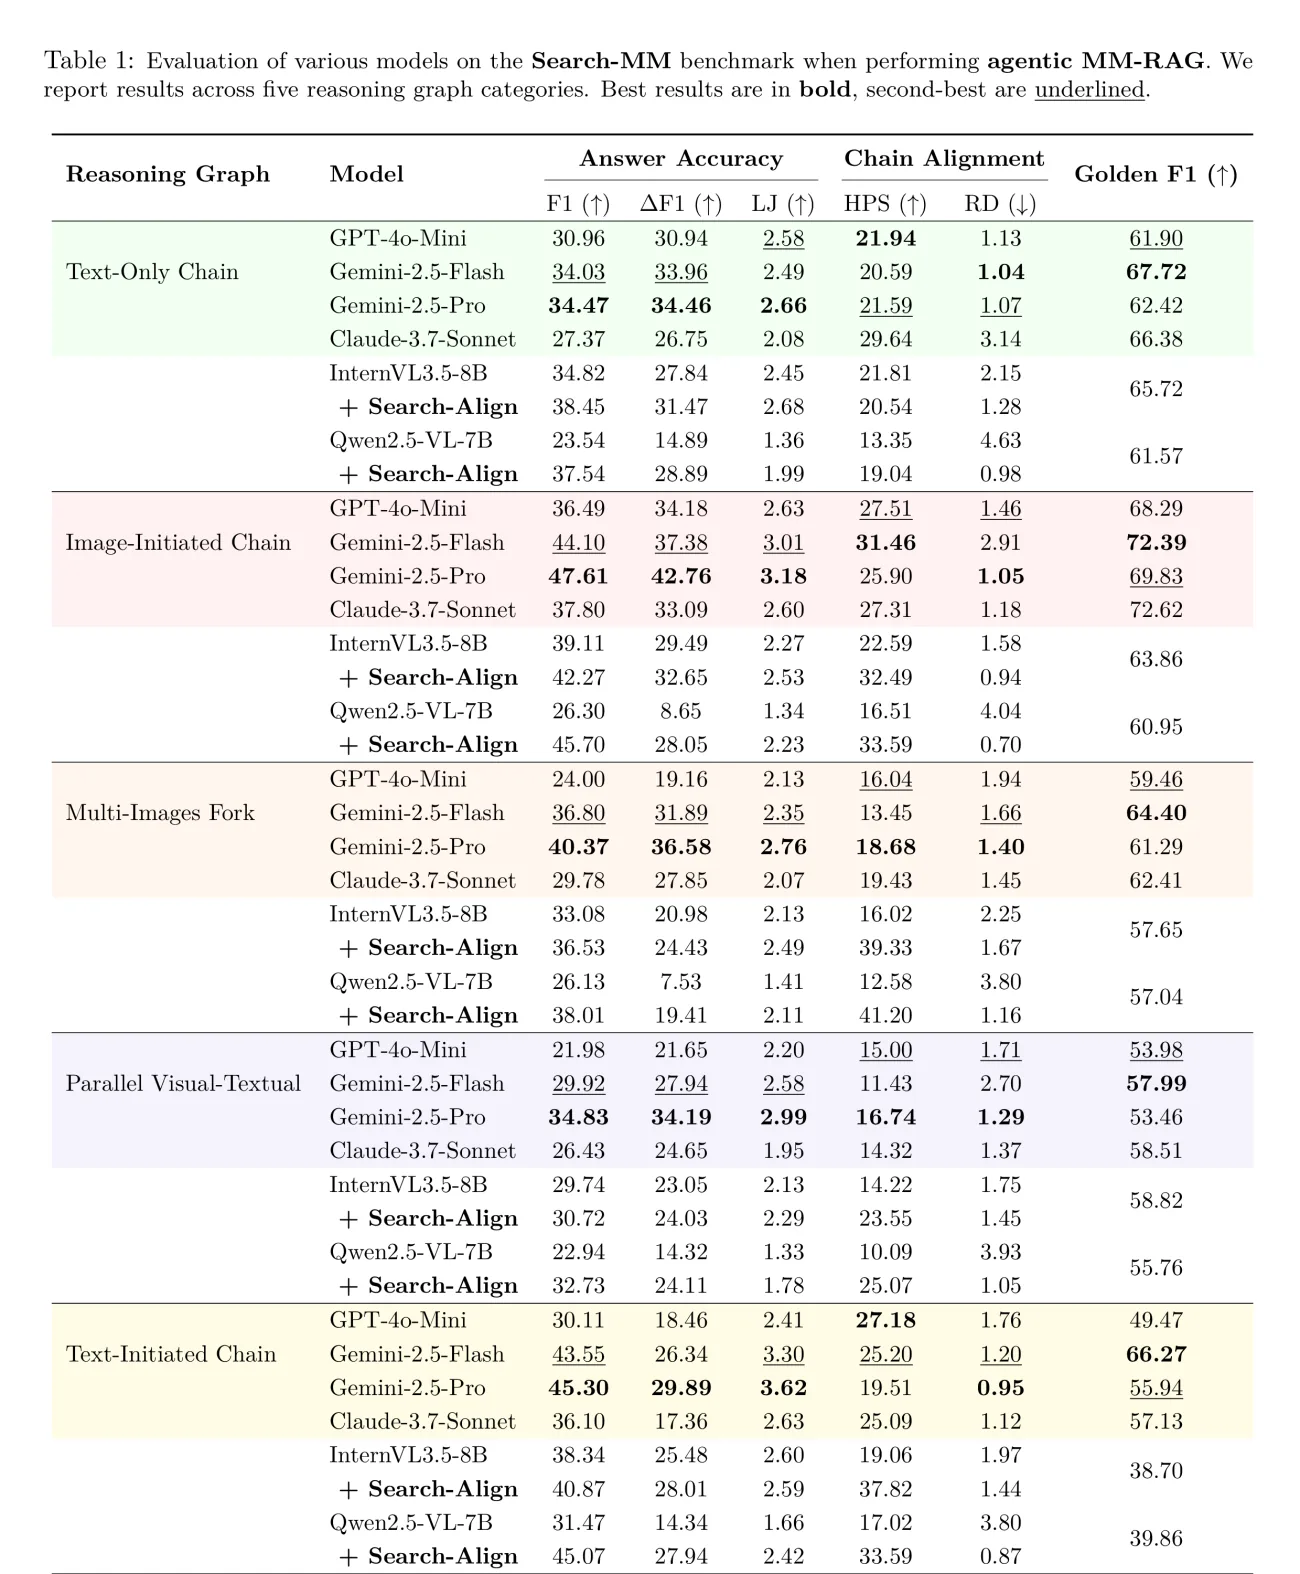 Table 1: Evaluation of various models on the Search-MM benchmark when performing agentic MM-RAG. We
report results across five reasoning graph categories. Best results are in bold, second-best are underlined.
Reasoning Graph Model Answer Accuracy Chain Alignment Golden F1 (↑)
F1 (↑) ΔF1 (↑) LJ (↑) HPS (↑) RD (↓)
GPT-4o-Mini 30.96 30.94 2.58 21.94 1.13 61.90
Text-Only Chain Gemini-2.5-Flash 34.03 33.96 2.49 20.59 1.04 67.72
Gemini-2.5-Pro 34.47 34.46 2.66 21.59 1.07 62.42
Claude-3.7-Sonnet 27.37 26.75 2.08 29.64 3.14 66.38
InternVL3.5-8B 34.82 27.84 2.45 21.81 2.15 65.72
+ Search-Align 38.45 31.47 2.68 20.54 1.28
Qwen2.5-VL-7B 23.54 14.89 1.36 13.35 4.63 61.57
+ Search-Align 37.54 28.89 1.99 19.04 0.98
GPT-4o-Mini 36.49 34.18 2.63 27.51 1.46 68.29
Image-Initiated Chain Gemini-2.5-Flash 44.10 37.38 3.01 31.46 2.91 72.39
Gemini-2.5-Pro 47.61 42.76 3.18 25.90 1.05 69.83
Claude-3.7-Sonnet 37.80 33.09 2.60 27.31 1.18 72.62
InternVL3.5-8B 39.11 29.49 2.27 22.59 1.58 63.86
+ Search-Align 42.27 32.65 2.53 32.49 0.94
Qwen2.5-VL-7B 26.30 8.65 1.34 16.51 4.04 60.95
+ Search-Align 45.70 28.05 2.23 33.59 0.70
GPT-4o-Mini 24.00 19.16 2.13 16.04 1.94 59.46
Multi-Images Fork Gemini-2.5-Flash 36.80 31.89 2.35 13.45 1.66 64.40
Gemini-2.5-Pro 40.37 36.58 2.76 18.68 1.40 61.29
Claude-3.7-Sonnet 29.78 27.85 2.07 19.43 1.45 62.41
InternVL3.5-8B 33.08 20.98 2.13 16.02 2.25 57.65
+ Search-Align 36.53 24.43 2.49 39.33 1.67
Qwen2.5-VL-7B 26.13 7.53 1.41 12.58 3.80 57.04
+ Search-Align 38.01 19.41 2.11 41.20 1.16
GPT-4o-Mini 21.98 21.65 2.20 15.00 1.71 53.98
Parallel Visual-Textual Gemini-2.5-Flash 29.92 27.94 2.58 11.43 2.70 57.99
Gemini-2.5-Pro 34.83 34.19 2.99 16.74 1.29 53.46
Claude-3.7-Sonnet 26.43 24.65 1.95 14.32 1.37 58.51
InternVL3.5-8B 29.74 23.05 2.13 14.22 1.75 58.82
+ Search-Align 30.72 24.03 2.29 23.55 1.45
Qwen2.5-VL-7B 22.94 14.32 1.33 10.09 3.93 55.76
+ Search-Align 32.73 24.11 1.78 25.07 1.05
GPT-4o-Mini 30.11 18.46 2.41 27.18 1.76 49.47
Text-Initiated Chain Gemini-2.5-Flash 43.55 26.34 3.30 25.20 1.20 66.27
Gemini-2.5-Pro 45.30 29.89 3.62 19.51 0.95 55.94
Claude-3.7-Sonnet 36.10 17.36 2.63 25.09 1.12 57.13
InternVL3.5-8B 38.34 25.48 2.60 19.06 1.97 38.70
+ Search-Align 40.87 28.01 2.59 37.82 1.44
Qwen2.5-VL-7B 31.47 14.34 1.66 17.02 3.80 39.86
+ Search-Align 45.07 27.94 2.42 33.59 0.87